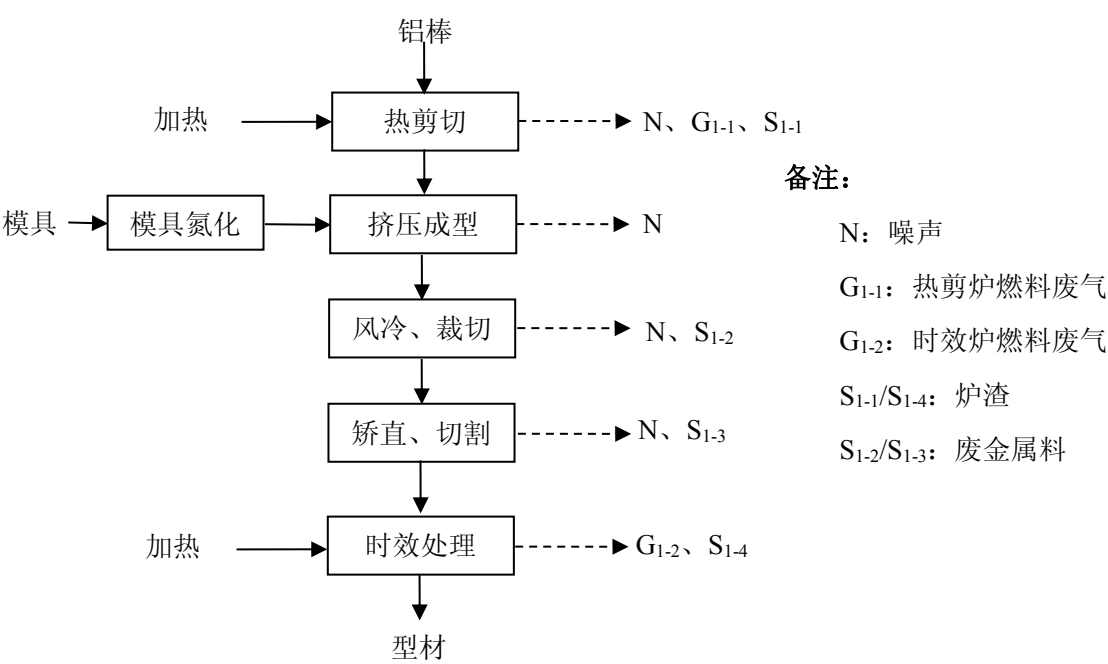 铝棒
加热
热剪切
N、G1-1、S1-1
备注：
模具
模具氮化
挤压成型
N
N：噪声
G1-1：热剪炉燃料废气
风冷、裁切
N、S1-2
G1-2：时效炉燃料废气
S1-1/S1-4：炉渣
矫直、切割
N、S1-3
S1-2/S1-3：废金属料
加热
时效处理
G1-2、S1-4
型材